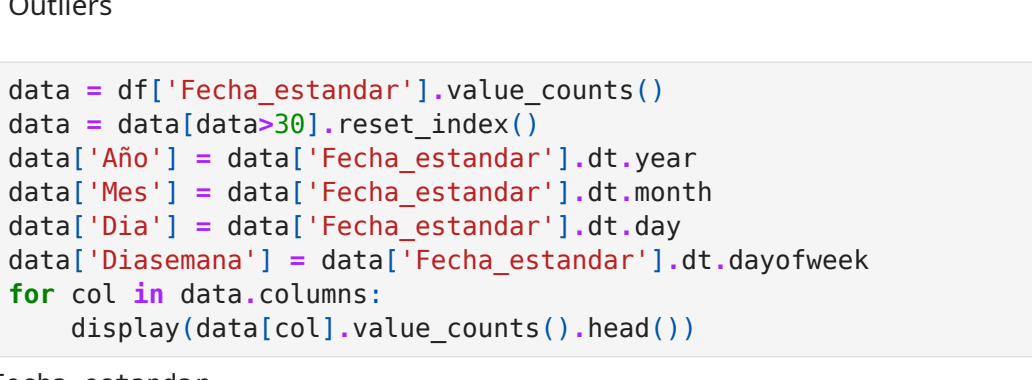 Outliers
data = df['Fecha_estandar'].value_counts()
data = data[data>30].reset_index()
data['Año'] = data['Fecha_estandar'].dt.year
data['Mes'] = data['Fecha_estandar'].dt.month
data['Dia'] = data['Fecha_estandar'].dt.day
data['Diasemana'] = data['Fecha_estandar'].dt.dayofweek
for col in data.columns:
    display(data[col].value_counts().head())
Fecha_estandar